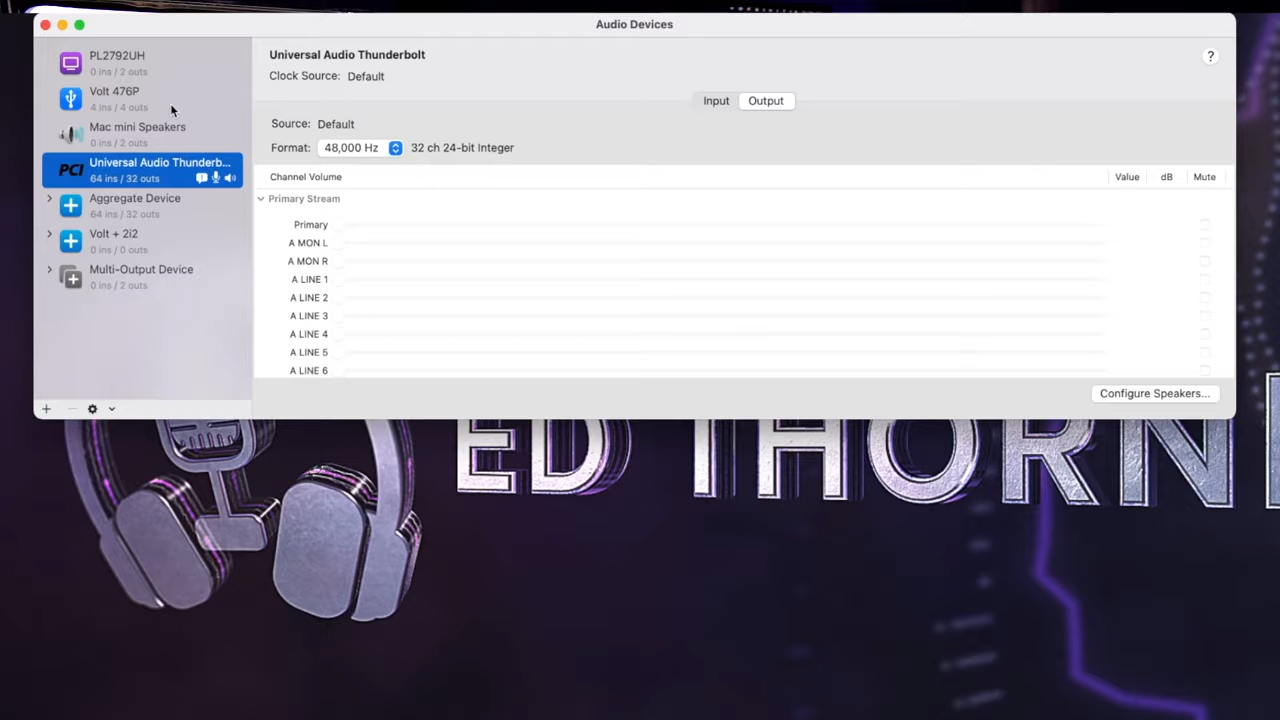 Audio Devices
PL2792UH
0 ins / 2 outs
Volt 476P
4 ins / 4 outs
Mac mini Speakers
0 ins / 2 outs
PCI
Universal Audio Thunderb...
64 ins / 32 outs
Aggregate Device
64 ins / 32 outs
Volt + 2i2
0 ins / 0 outs
Multi-Output Device
0 ins / 2 outs
Universal Audio Thunderbolt
?
Clock Source: Default
Input Output
Source: Default
Format: 48,000 Hz 32 ch 24-bit Integer
Channel Volume Value dB Mute
Primary Stream
Primary
A MON L
A MON R
A LINE 1
A LINE 2
A LINE 3
A LINE 4
A LINE 5
A LINE 6
Configure Speakers...
ED THORN